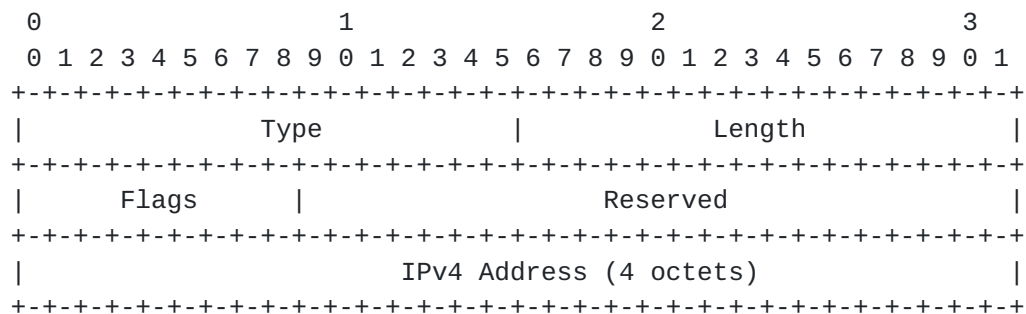 0                   1                   2                   3
 0 1 2 3 4 5 6 7 8 9 0 1 2 3 4 5 6 7 8 9 0 1 2 3 4 5 6 7 8 9 0 1
+-+-+-+-+-+-+-+-+-+-+-+-+-+-+-+-+-+-+-+-+-+-+-+-+-+-+-+-+-+-+-+-+
|               Type            |            Length             |
+-+-+-+-+-+-+-+-+-+-+-+-+-+-+-+-+-+-+-+-+-+-+-+-+-+-+-+-+-+-+-+-+
|      Flags      |                   Reserved                  |
+-+-+-+-+-+-+-+-+-+-+-+-+-+-+-+-+-+-+-+-+-+-+-+-+-+-+-+-+-+-+-+-+
|                        IPv4 Address (4 octets)                |
+-+-+-+-+-+-+-+-+-+-+-+-+-+-+-+-+-+-+-+-+-+-+-+-+-+-+-+-+-+-+-+-+